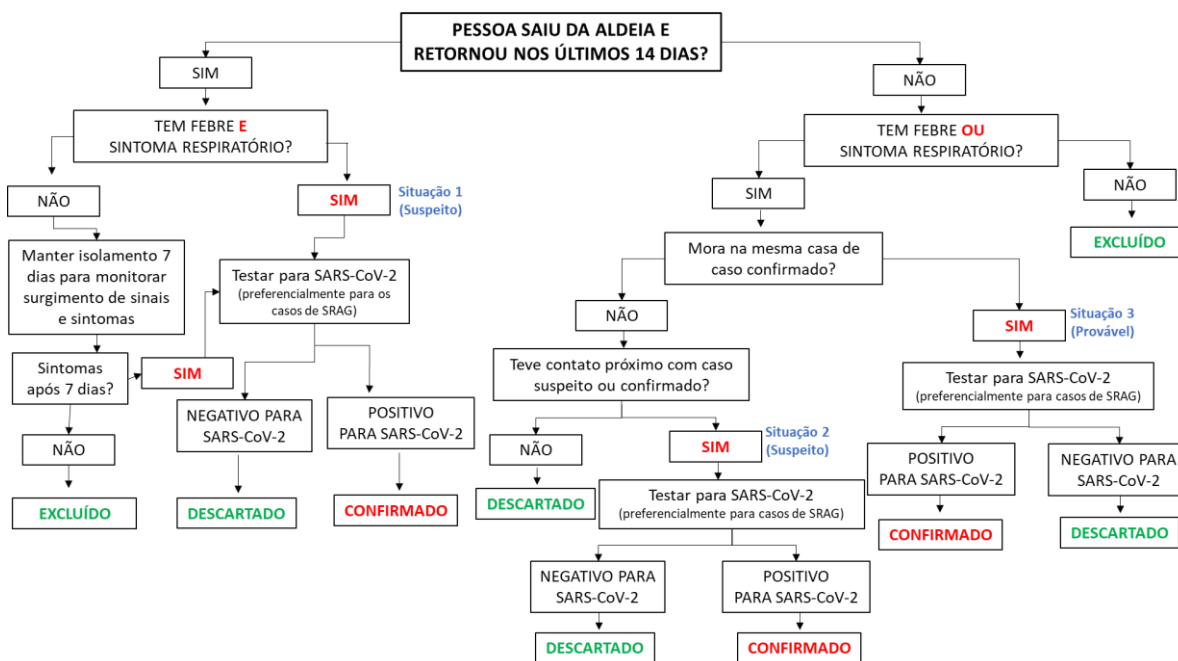 PESSOA SAIU DA ALDEIA E
RETORNOU NOS ÚLTIMOS 14 DIAS?
SIM
NÃO
TEM FEBRE E
SINTOMA RESPIRATÓRIO?
TEM FEBRE OU
SINTOMA RESPIRATÓRIO?
NÃO
SIM
Situação 1
(Suspeito)
SIM
NÃO
EXCLUÍDO
Manter isolamento 7
dias para monitorar
surgimento de sinais
e sintomas
Testar para SARS-CoV-2
(preferencialmente para os
casos de SRAG)
Mora na mesma casa de
caso confirmado?
NÃO
SIM
Situação 3
(Provável)
Sintomas
após 7 dias?
SIM
Teve contato próximo com caso
suspeito ou confirmado?
Testar para SARS-CoV-2
(preferencialmente para casos de SRAG)
NÃO
NEGATIVO PARA
SARS-CoV-2
POSITIVO
PARA SARS-CoV-2
NÃO
SIM
Situação 2
(Suspeito)
POSITIVO
PARA SARS-CoV-2
NEGATIVO PARA
SARS-CoV-2
EXCLUÍDO
DESCARTADO
CONFIRMADO
DESCARTADO
Testar para SARS-CoV-2
(preferencialmente para casos de SRAG)
CONFIRMADO
DESCARTADO
NEGATIVO PARA
SARS-CoV-2
POSITIVO
PARA SARS-CoV-2
DESCARTADO
CONFIRMADO